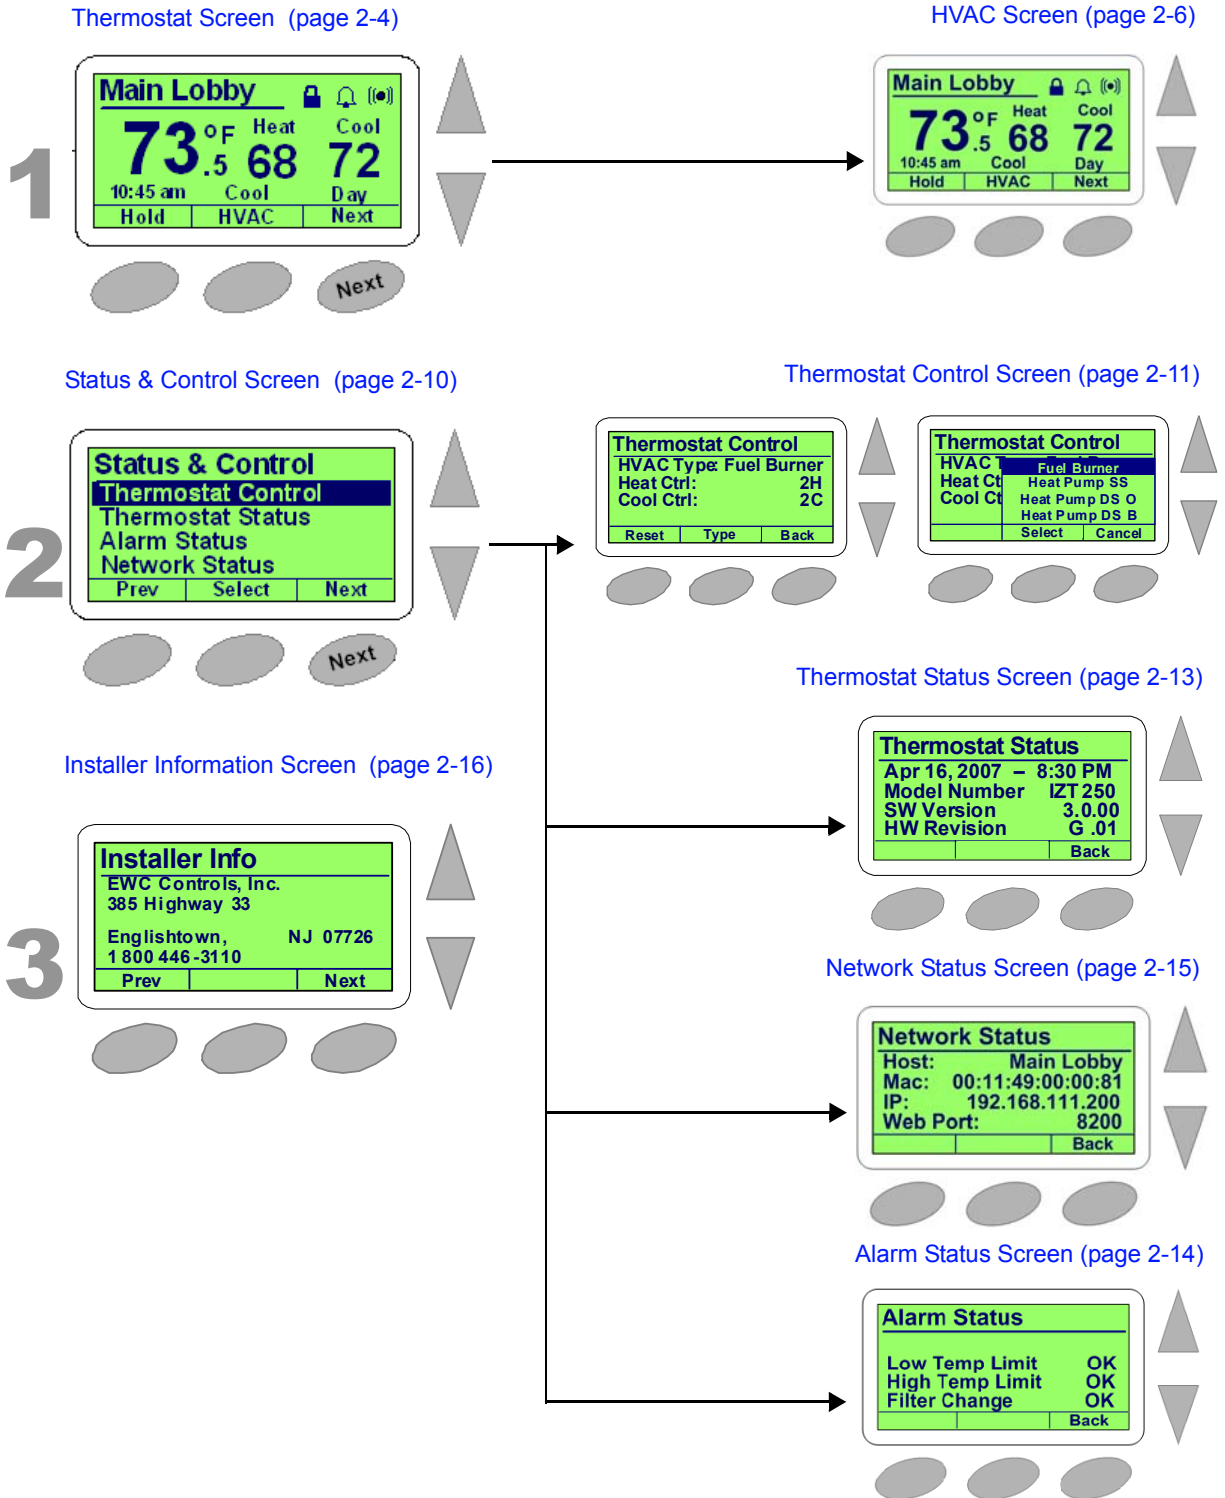 Thermostat Screen (page 2-4)
HVAC Screen (page 2-6)
1
Main Lobby
73 .5 °F Heat 68 Cool 72
10:45 am Cool Day
Hold HVAC Next
Next
Main Lobby
73 .5 °F Heat 68 Cool 72
10:45 am Cool Day
Hold HVAC Next
Status & Control Screen (page 2-10)
Thermostat Control Screen (page 2-11)
2
Status & Control
Thermostat Control
Thermostat Status
Alarm Status
Network Status
Prev Select Next
Next
Thermostat Control
HVAC Type: Fuel Burner
Heat Ctrl: 2H
Cool Ctrl: 2C
Reset Type Back
Thermostat Control
HVAC T
Heat Ct
Cool Ct
Fuel Burner
Heat Pump SS
Heat Pump DS O
Heat Pump DS B
Select Cancel
Thermostat Status Screen (page 2-13)
Thermostat Status
Apr 16, 2007 – 8:30 PM
Model Number IZT 250
SW Version 3.0.00
HW Revision G .01
Back
Installer Information Screen (page 2-16)
3
Installer Info
EWC Controls, Inc.
385 Highway 33
Englishtown, NJ 07726
1 800 446-3110
Prev Next
Network Status Screen (page 2-15)
Network Status
Host: Main Lobby
Mac: 00:11:49:00:00:81
IP: 192.168.111.200
Web Port: 8200
Back
Alarm Status Screen (page 2-14)
Alarm Status
Low Temp Limit OK
High Temp Limit OK
Filter Change OK
Back